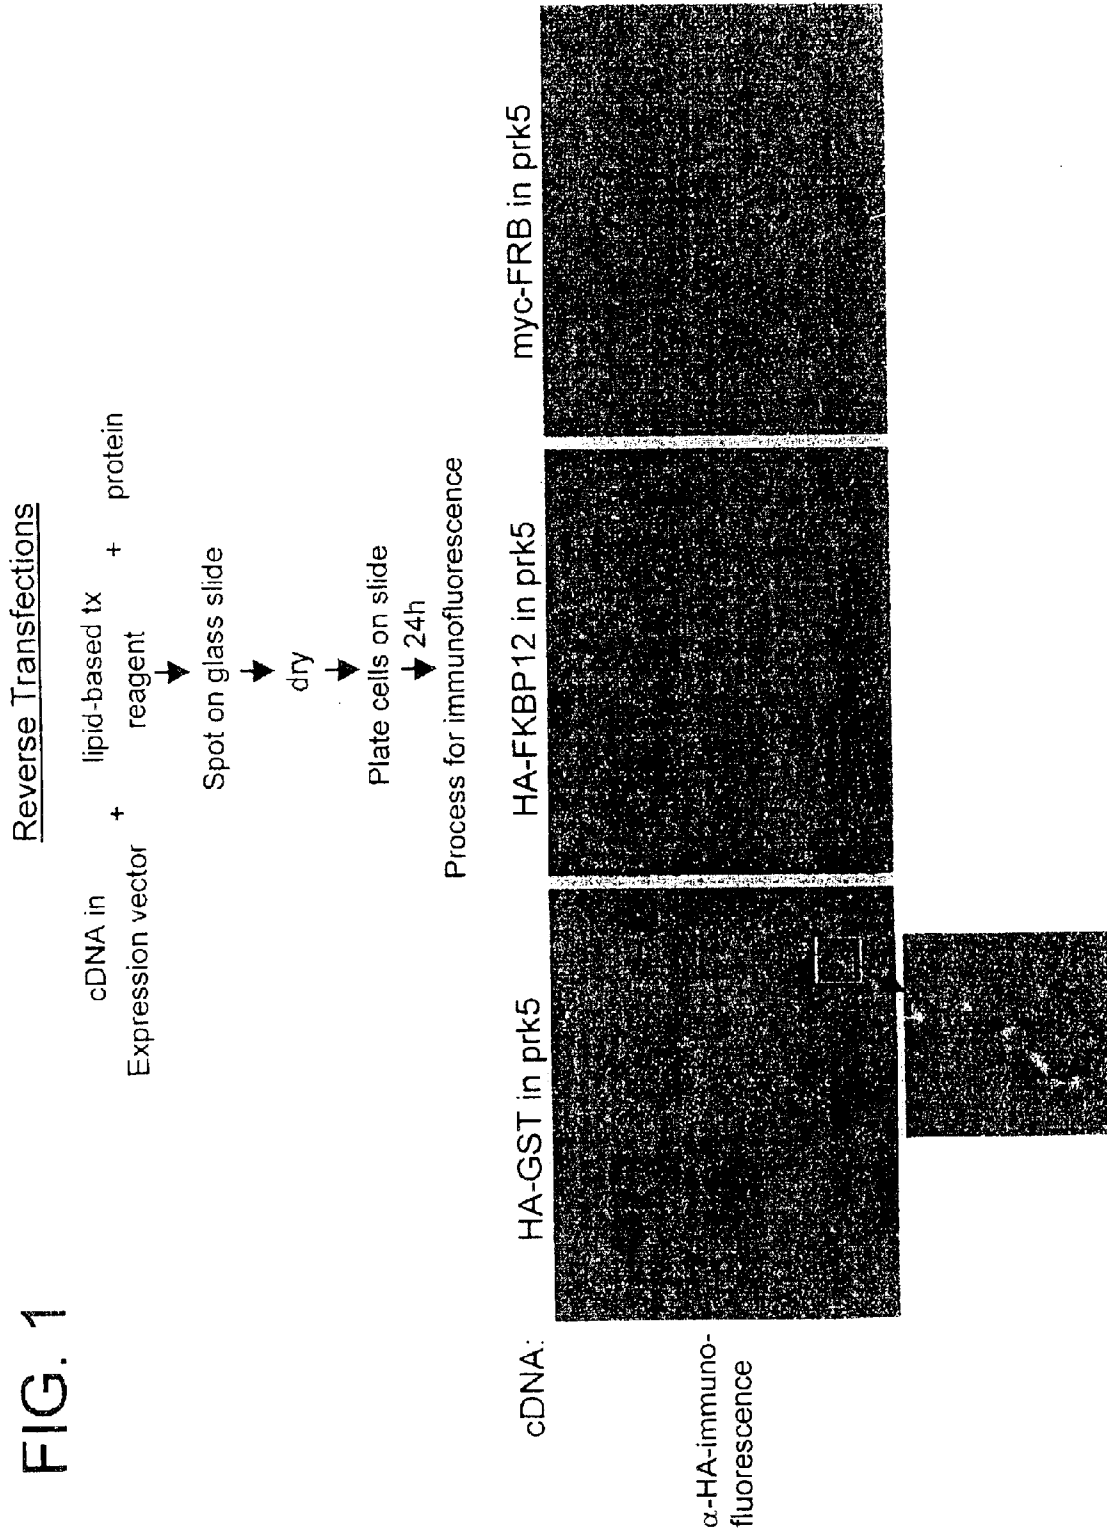 FIG. 1
Reverse Transfections
cDNA in + lipid-based tx + protein
Expression vector reagent
Spot on glass slide
dry
Plate cells on slide
24h
Process for immunofluorescence
cDNA: HA-GST in prk5 HA-FKBP12 in prk5 myc-FRB in prk5
α-HA-immuno-
fluorescence